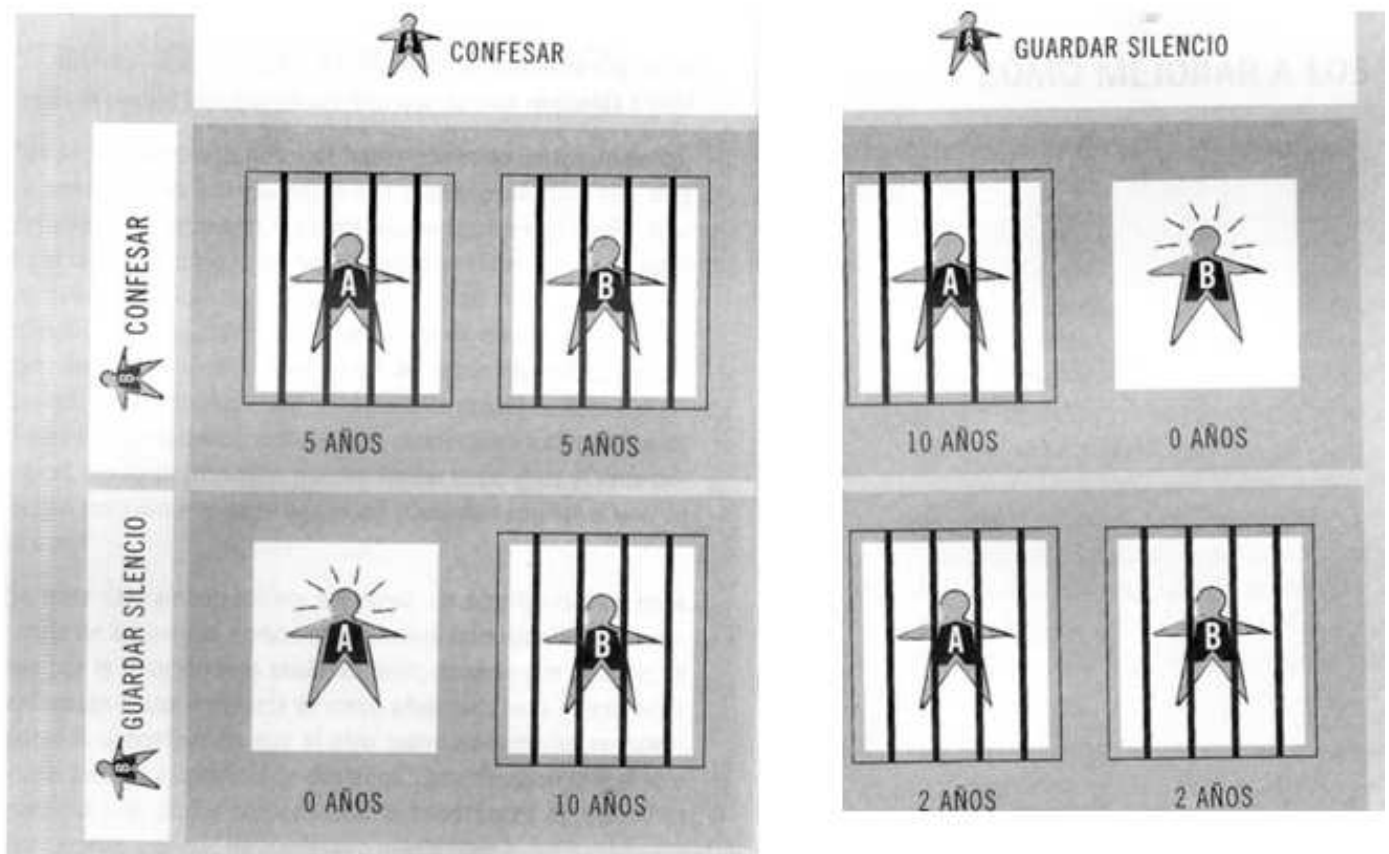 A CONFESAR
A GUARDAR SILENCIO
B CONFESAR
A B
5 AÑOS 5 AÑOS
A B
10 AÑOS 0 AÑOS
B GUARDAR SILENCIO
A B
0 AÑOS 10 AÑOS
A B
2 AÑOS 2 AÑOS